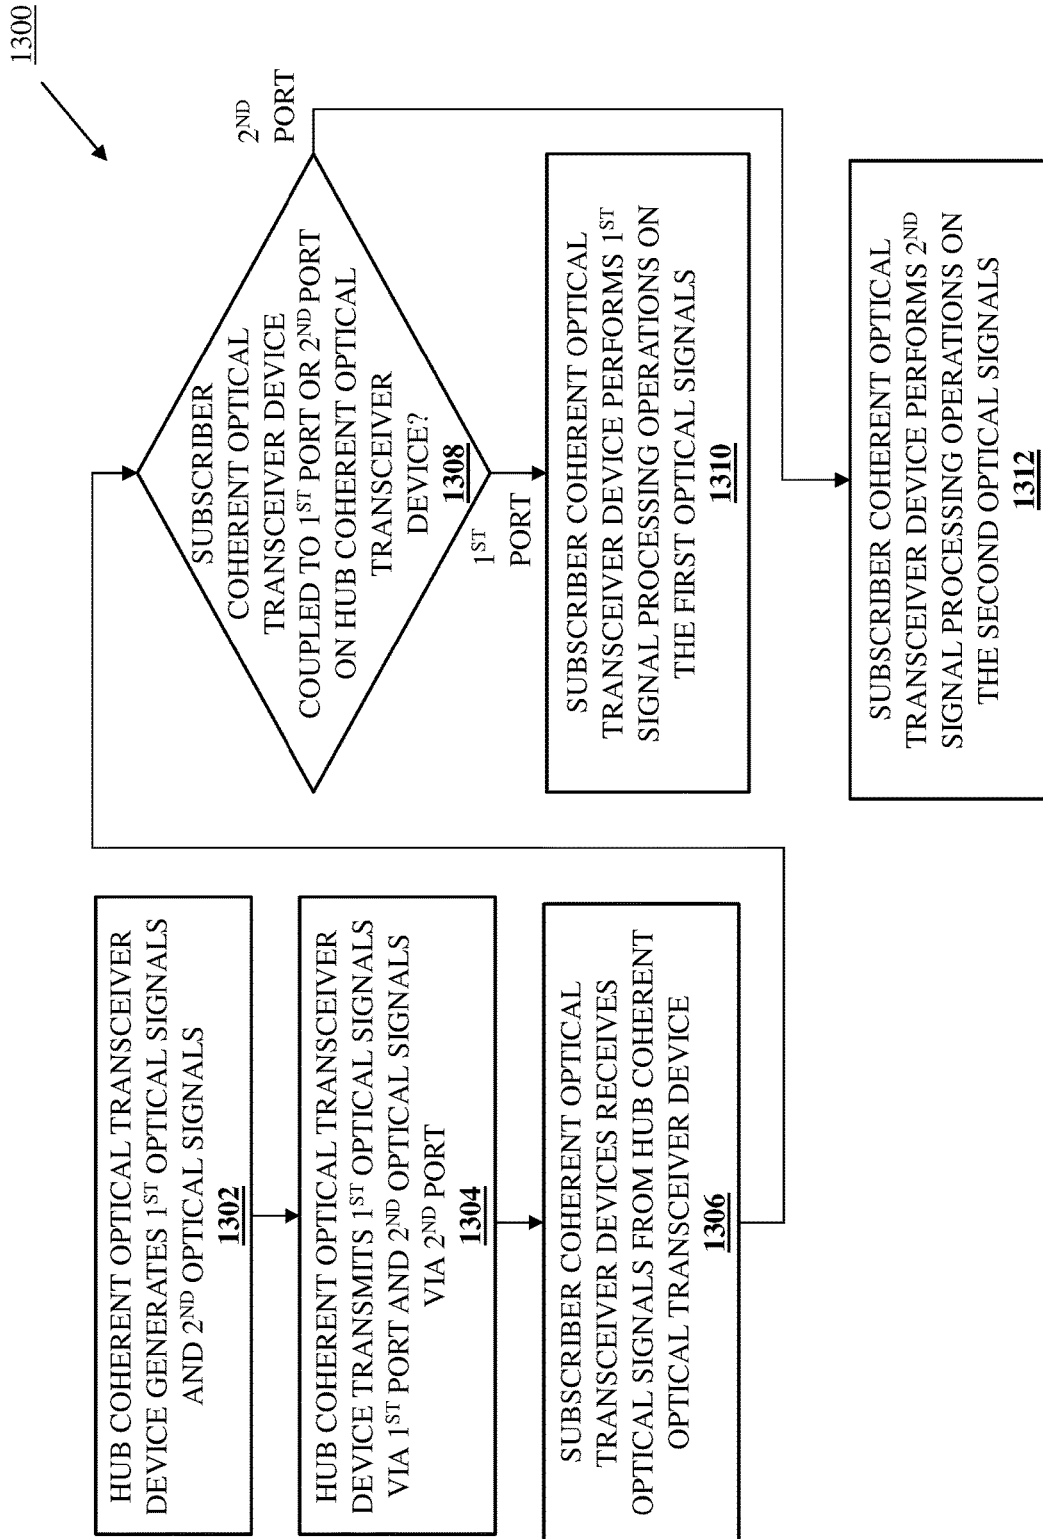 1300
HUB COHERENT OPTICAL TRANSCEIVER
DEVICE GENERATES 1ST OPTICAL SIGNALS
AND 2ND OPTICAL SIGNALS
1302
HUB COHERENT OPTICAL TRANSCEIVER
DEVICE TRANSMITS 1ST OPTICAL SIGNALS
VIA 1ST PORT AND 2ND OPTICAL SIGNALS
VIA 2ND PORT
1304
SUBSCRIBER COHERENT OPTICAL
TRANSCEIVER DEVICES RECEIVES
OPTICAL SIGNALS FROM HUB COHERENT
OPTICAL TRANSCEIVER DEVICE
1306
SUBSCRIBER
COHERENT OPTICAL
TRANSCEIVER DEVICE
COUPLED TO 1ST PORT OR 2ND PORT
ON HUB COHERENT OPTICAL
TRANSCEIVER
DEVICE?
1308
2ND
PORT
1ST
PORT
SUBSCRIBER COHERENT OPTICAL
TRANSCEIVER DEVICE PERFORMS 1ST
SIGNAL PROCESSING OPERATIONS ON
THE FIRST OPTICAL SIGNALS
1310
SUBSCRIBER COHERENT OPTICAL
TRANSCEIVER DEVICE PERFORMS 2ND
SIGNAL PROCESSING OPERATIONS ON
THE SECOND OPTICAL SIGNALS
1312